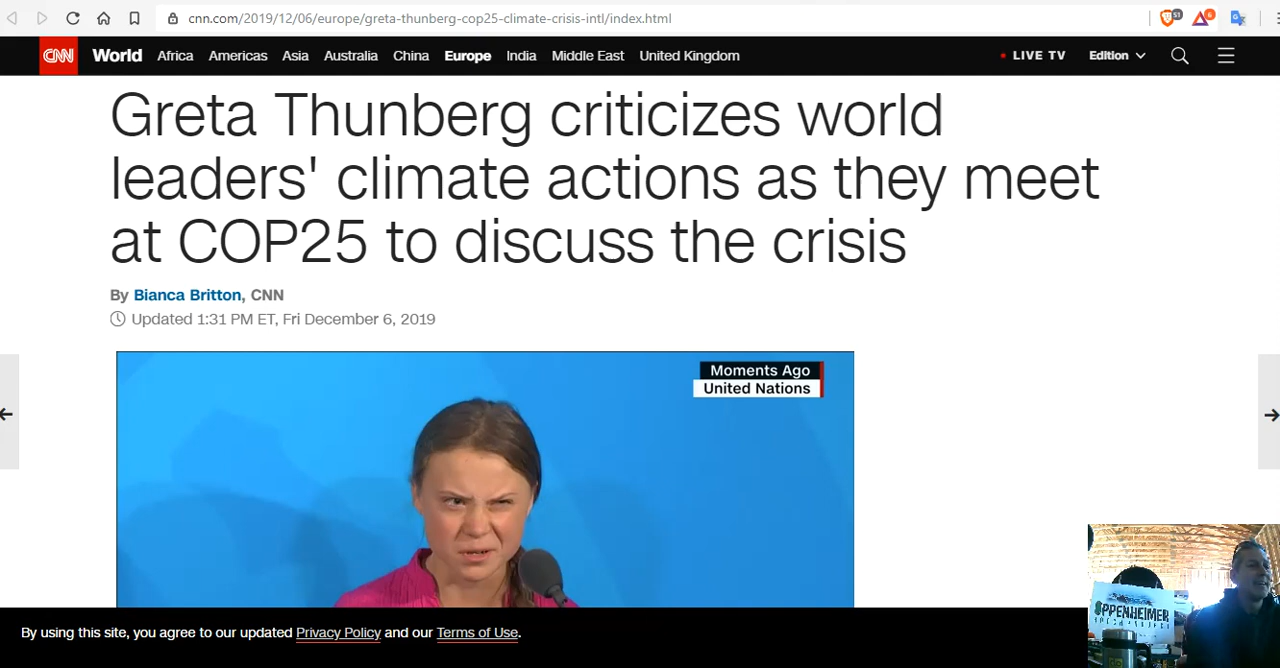 cnn.com/2019/12/06/europe/greta-thunberg-cop25-climate-crisis-intl/index.html
51
6
CNN World Africa Americas Asia Australia China Europe India Middle East United Kingdom LIVE TV Edition
Greta Thunberg criticizes world
leaders' climate actions as they meet
at COP25 to discuss the crisis
By Bianca Britton, CNN
Updated 1:31 PM ET, Fri December 6, 2019
Moments Ago
United Nations
OPPENHEIMER
By using this site, you agree to our updated Privacy Policy and our Terms of Use.